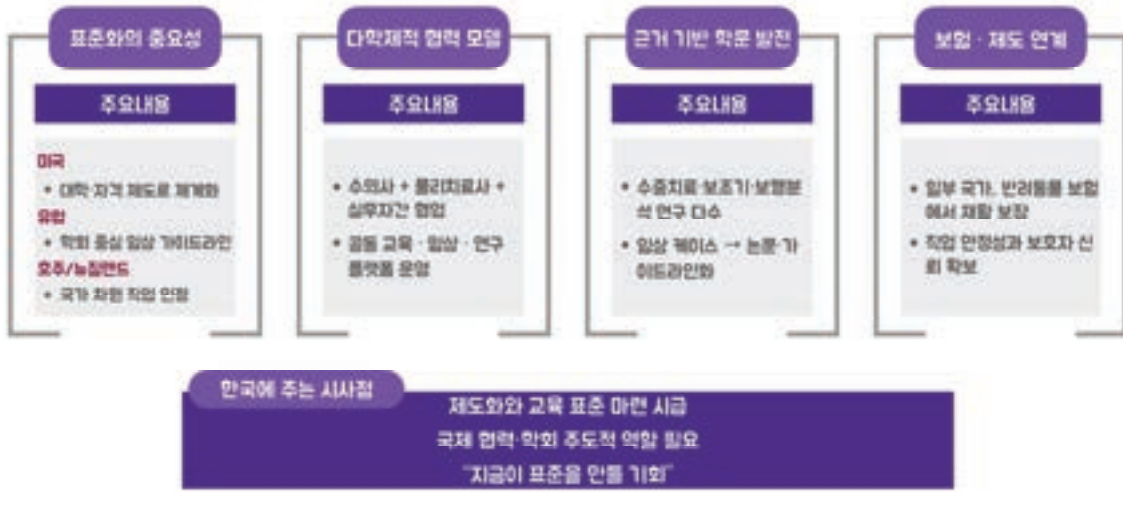 표준화의 중요성
주요내용
미국
• 대학·자격 제도로 체계화
유럽
• 학회 중심 임상 가이드라인
호주/뉴질랜드
• 국가 차원 직업 인정
다학제적 협력 모델
주요내용
• 수의사 + 물리치료사 +
실무자간 협업
• 공동 교육 · 임상 · 연구
플랫폼 운영
근거 기반 학문 발전
주요내용
• 수중치료·보조기·보행분
석 연구 다수
• 임상 케이스 → 논문·가
이드라인화
보험 · 제도 연계
주요내용
• 일부 국가, 반려동물 보험
에서 재활 보장
• 직업 안정성과 보호자 신
뢰 확보
한국에 주는 시사점
제도화와 교육 표준 마련 시급
국제 협력·학회 주도적 역할 필요
"지금이 표준을 만들 기회"